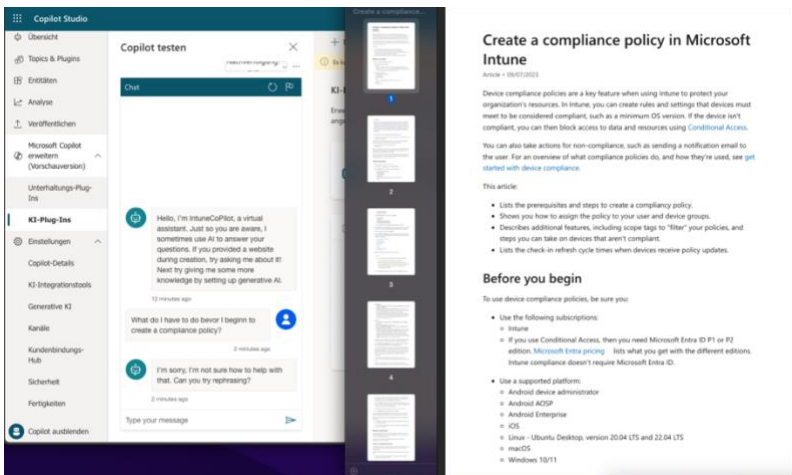 Copilot Studio
Übersicht
Topics & Plugins
Entitäten
Analyse
Veröffentlichen
Microsoft Copilot
erweitern
(Vorschauversion)
Unterhaltungs-Plug-
Ins
KI-Plug-Ins
Einstellungen
Copilot-Details
KI-Integrationstools
Generative KI
Kanäle
Kundenbindungs-
Hub
Sicherheit
Fertigkeiten
Copilot ausblenden
Copilot testen
Chat
Hello, I'm IntuneCoPilot, a virtual
assistant. Just so you are aware, I
sometimes use AI to answer your
questions. If you provided a website
during creation, try asking me about it!
Next try giving me some more
knowledge by setting up generative AI.
12 minutes ago
What do I have to do bevor I beginn to
create a compliance policy?
2 minutes ago
I'm sorry, I'm not sure how to help with
that. Can you try rephrasing?
2 minutes ago
Type your message
KI-
Create a compliance...
1
2
3
4
Create a compliance policy in Microsoft
Intune
Article • 09/07/2023
Device compliance policies are a key feature when using Intune to protect your
organization's resources. In Intune, you can create rules and settings that devices must
meet to be considered compliant, such as a minimum OS version. If the device isn't
compliant, you can then block access to data and resources using Conditional Access.
You can also take actions for non-compliance, such as sending a notification email to
the user. For an overview of what compliance policies do, and how they're used, see get
started with device compliance.
This article:
• Lists the prerequisites and steps to create a compliancy policy.
• Shows you how to assign the policy to your user and device groups.
• Describes additional features, including scope tags to "filter" your policies, and
steps you can take on devices that aren't compliant.
• Lists the check-in refresh cycle times when devices receive policy updates.
Before you begin
To use device compliance policies, be sure you:
• Use the following subscriptions:
Intune
If you use Conditional Access, then you need Microsoft Entra ID P1 or P2
edition. Microsoft Entra pricing lists what you get with the different editions.
Intune compliance doesn't require Microsoft Entra ID.
• Use a supported platform:
Android device administrator
Android AOSP
Android Enterprise
iOS
Linux - Ubuntu Desktop, version 20.04 LTS and 22.04 LTS
macOS
Windows 10/11